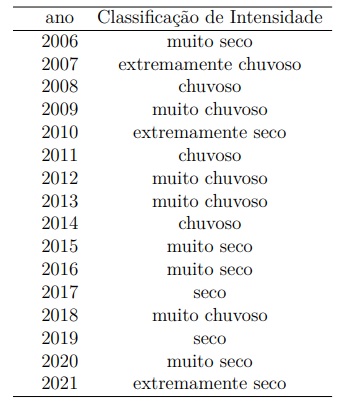 ano Classificação de Intensidade
2006 muito seco
2007 extremamente chuvoso
2008 chuvoso
2009 muito chuvoso
2010 extremamente seco
2011 chuvoso
2012 muito chuvoso
2013 muito chuvoso
2014 chuvoso
2015 muito seco
2016 muito seco
2017 seco
2018 muito chuvoso
2019 seco
2020 muito seco
2021 extremamente seco